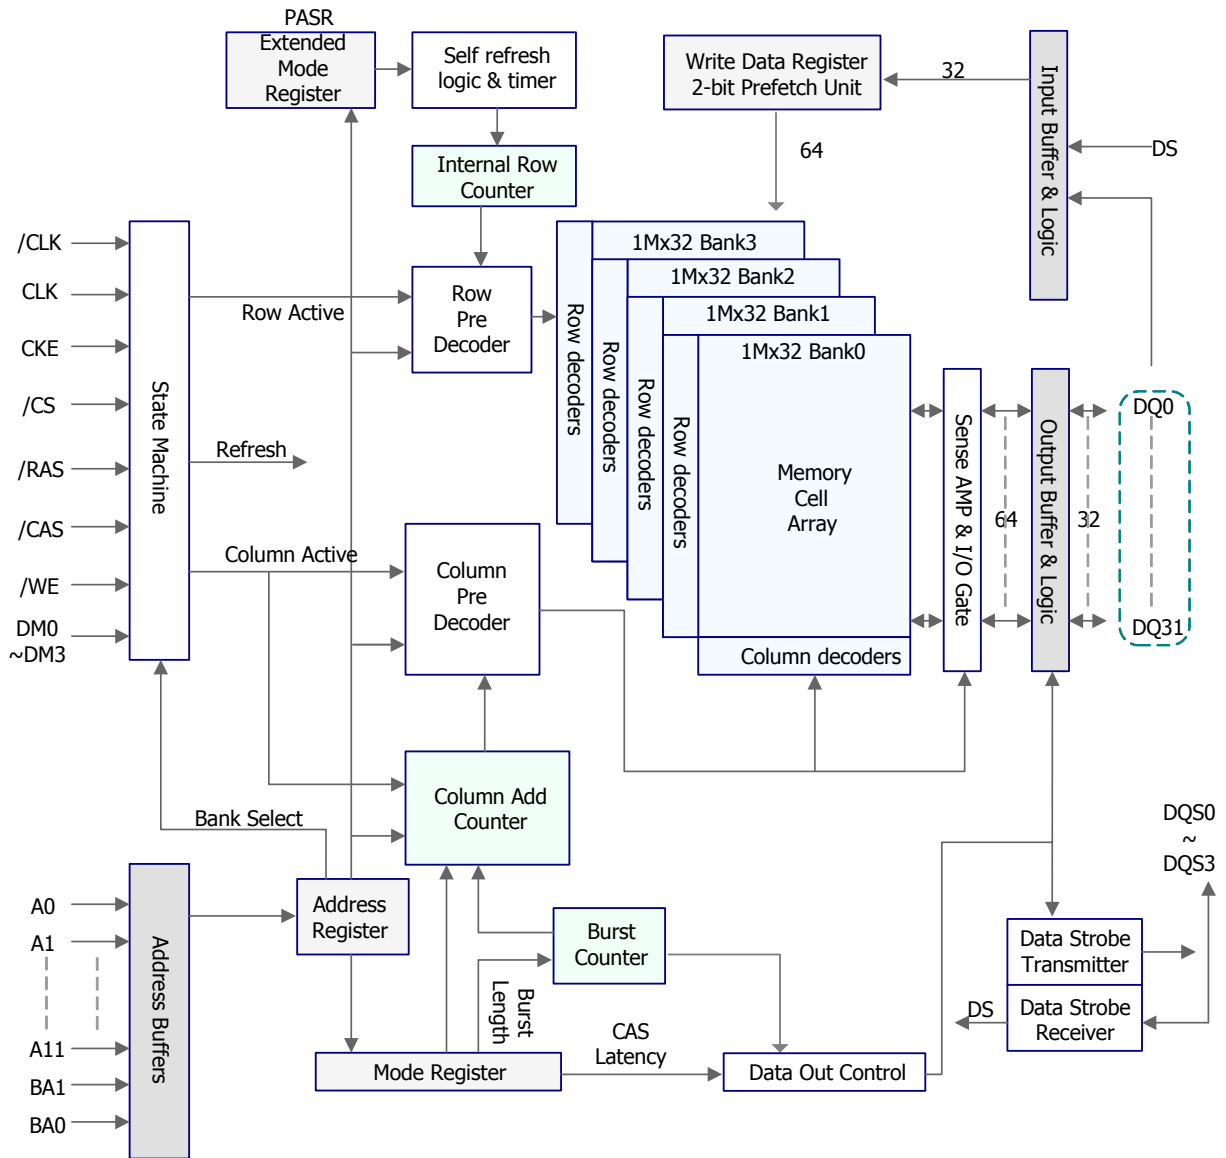 PASR
Extended
Mode
Register
Self refresh
logic & timer
Write Data Register
2-bit Prefetch Unit
32
Input Buffer & Logic
DS
64
Internal Row
Counter
/CLK
CLK
CKE
/CS
/RAS
/CAS
/WE
DM0
~DM3
State Machine
Row Active
Refresh
Column Active
Row
Pre
Decoder
Row decoders
1Mx32 Bank3
Row decoders
1Mx32 Bank2
Row decoders
1Mx32 Bank1
Row decoders
1Mx32 Bank0
Memory
Cell
Array
Column decoders
Sense AMP & I/O Gate
64
Output Buffer & Logic
32
DQ0
DQ31
Column
Pre
Decoder
Column Add
Counter
Bank Select
A0
A1
A11
BA1
BA0
Address Buffers
Address
Register
Burst
Counter
Burst
Length
CAS
Latency
Mode Register
Data Out Control
DQS0
~
DQS3
Data Strobe
Transmitter
DS
Data Strobe
Receiver